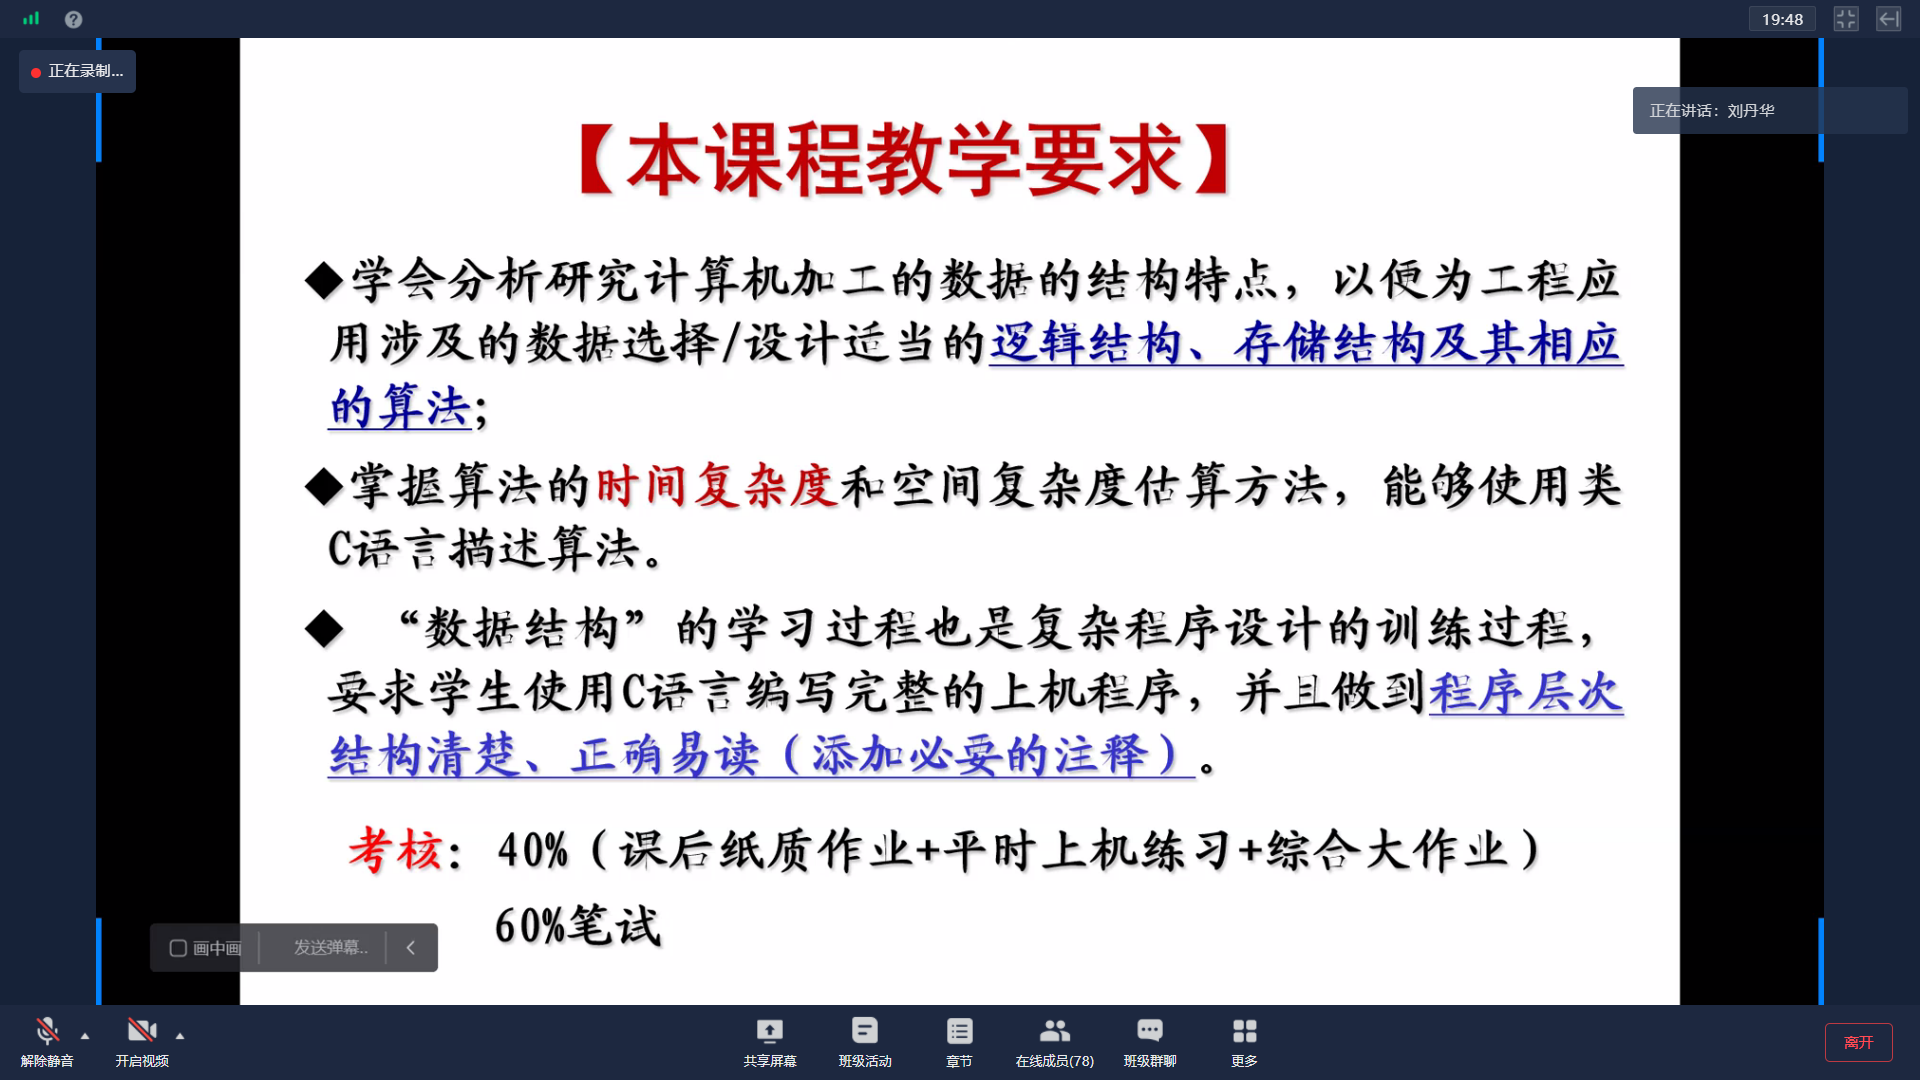 19:48
正在录制...
正在讲话：刘丹华
【本课程教学要求】
◆学会分析研究计算机加工的数据的结构特点，以便为工程应
用涉及的数据选择/设计适当的逻辑结构、存储结构及其相应
的算法；
◆掌握算法的时间复杂度和空间复杂度估算方法，能够使用类
C语言描述算法。
◆ “数据结构”的学习过程也是复杂程序设计的训练过程，
要求学生使用C语言编写完整的上机程序，并且做到程序层次
结构清楚、正确易读（添加必要的注释）。
考核：40%（课后纸质作业+平时上机练习+综合大作业）
60%笔试
画中画 发送弹幕..
解除静音 开启视频 共享屏幕 班级活动 章节 在线成员(78) 班级群聊 更多 离开